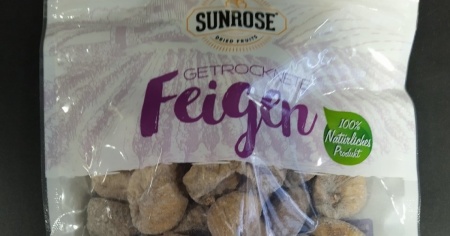 SUNROSE®
DRIED FRUITS
GETROCKNETE
Feigen
100%
Natürliches
Produkt